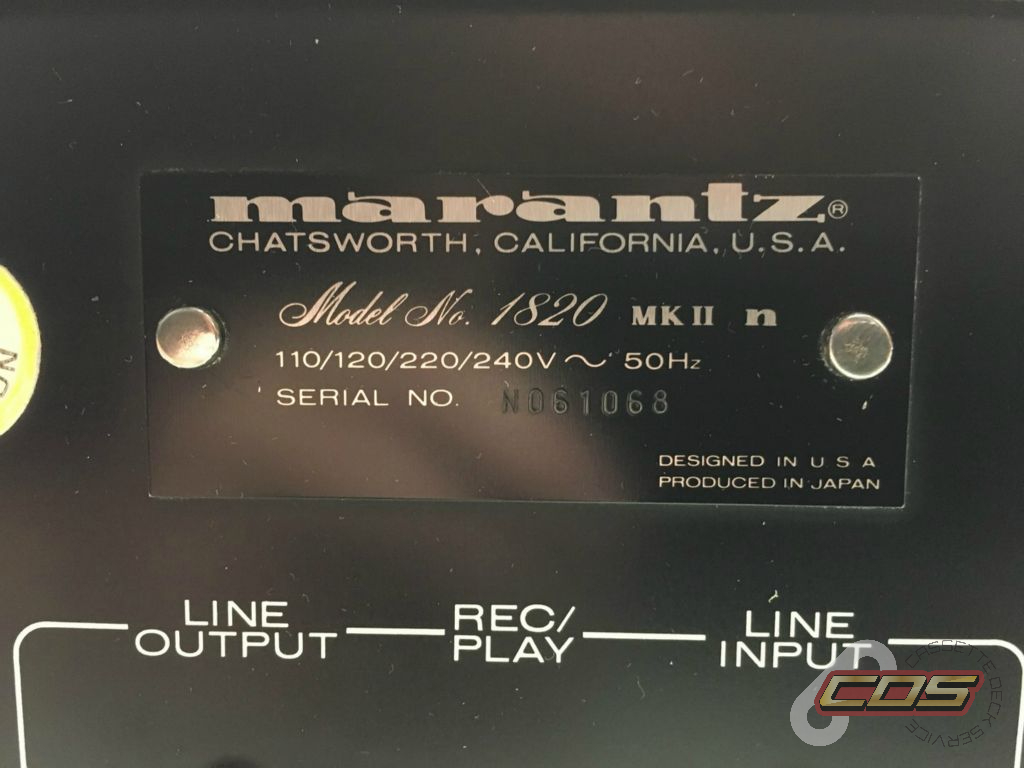 marantz®
CHATSWORTH, CALIFORNIA, U.S.A.
Model No. 1820 MK II n
110/120/220/240V ~ 50Hz
SERIAL NO. N061068
DESIGNED IN U S A
PRODUCED IN JAPAN
LINE OUTPUT
REC/PLAY
LINE INPUT
CDS
CASSETTE DECK SERVICE